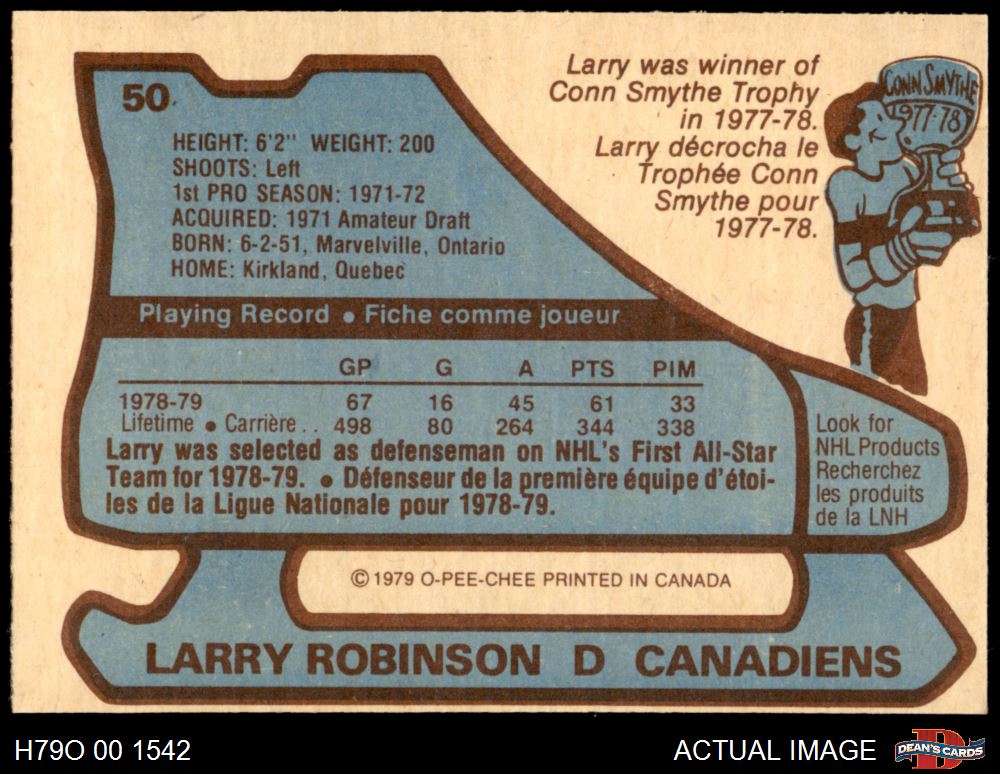 50
HEIGHT: 6'2" WEIGHT: 200
SHOOTS: Left
1st PRO SEASON: 1971-72
ACQUIRED: 1971 Amateur Draft
BORN: 6-2-51, Marvelville, Ontario
HOME: Kirkland, Quebec
Larry was winner of
Conn Smythe Trophy
in 1977-78.
Larry décrocha le
Trophée Conn
Smythe pour
1977-78.
CONN SMYTHE
1977-78
Playing Record • Fiche comme joueur
GP G A PTS PIM
1978-79 67 16 45 61 33
Lifetime • Carrière . . 498 80 264 344 338
Larry was selected as defenseman on NHL's First All-Star
Team for 1978-79. • Défenseur de la première équipe d'étoi-
les de la Ligue Nationale pour 1978-79.
Look for
NHL Products
Recherchez
les produits
de la LNH
© 1979 O-PEE-CHEE PRINTED IN CANADA
LARRY ROBINSON D CANADIENS
H79O 00 1542
ACTUAL IMAGE
D
DEAN'S CARDS